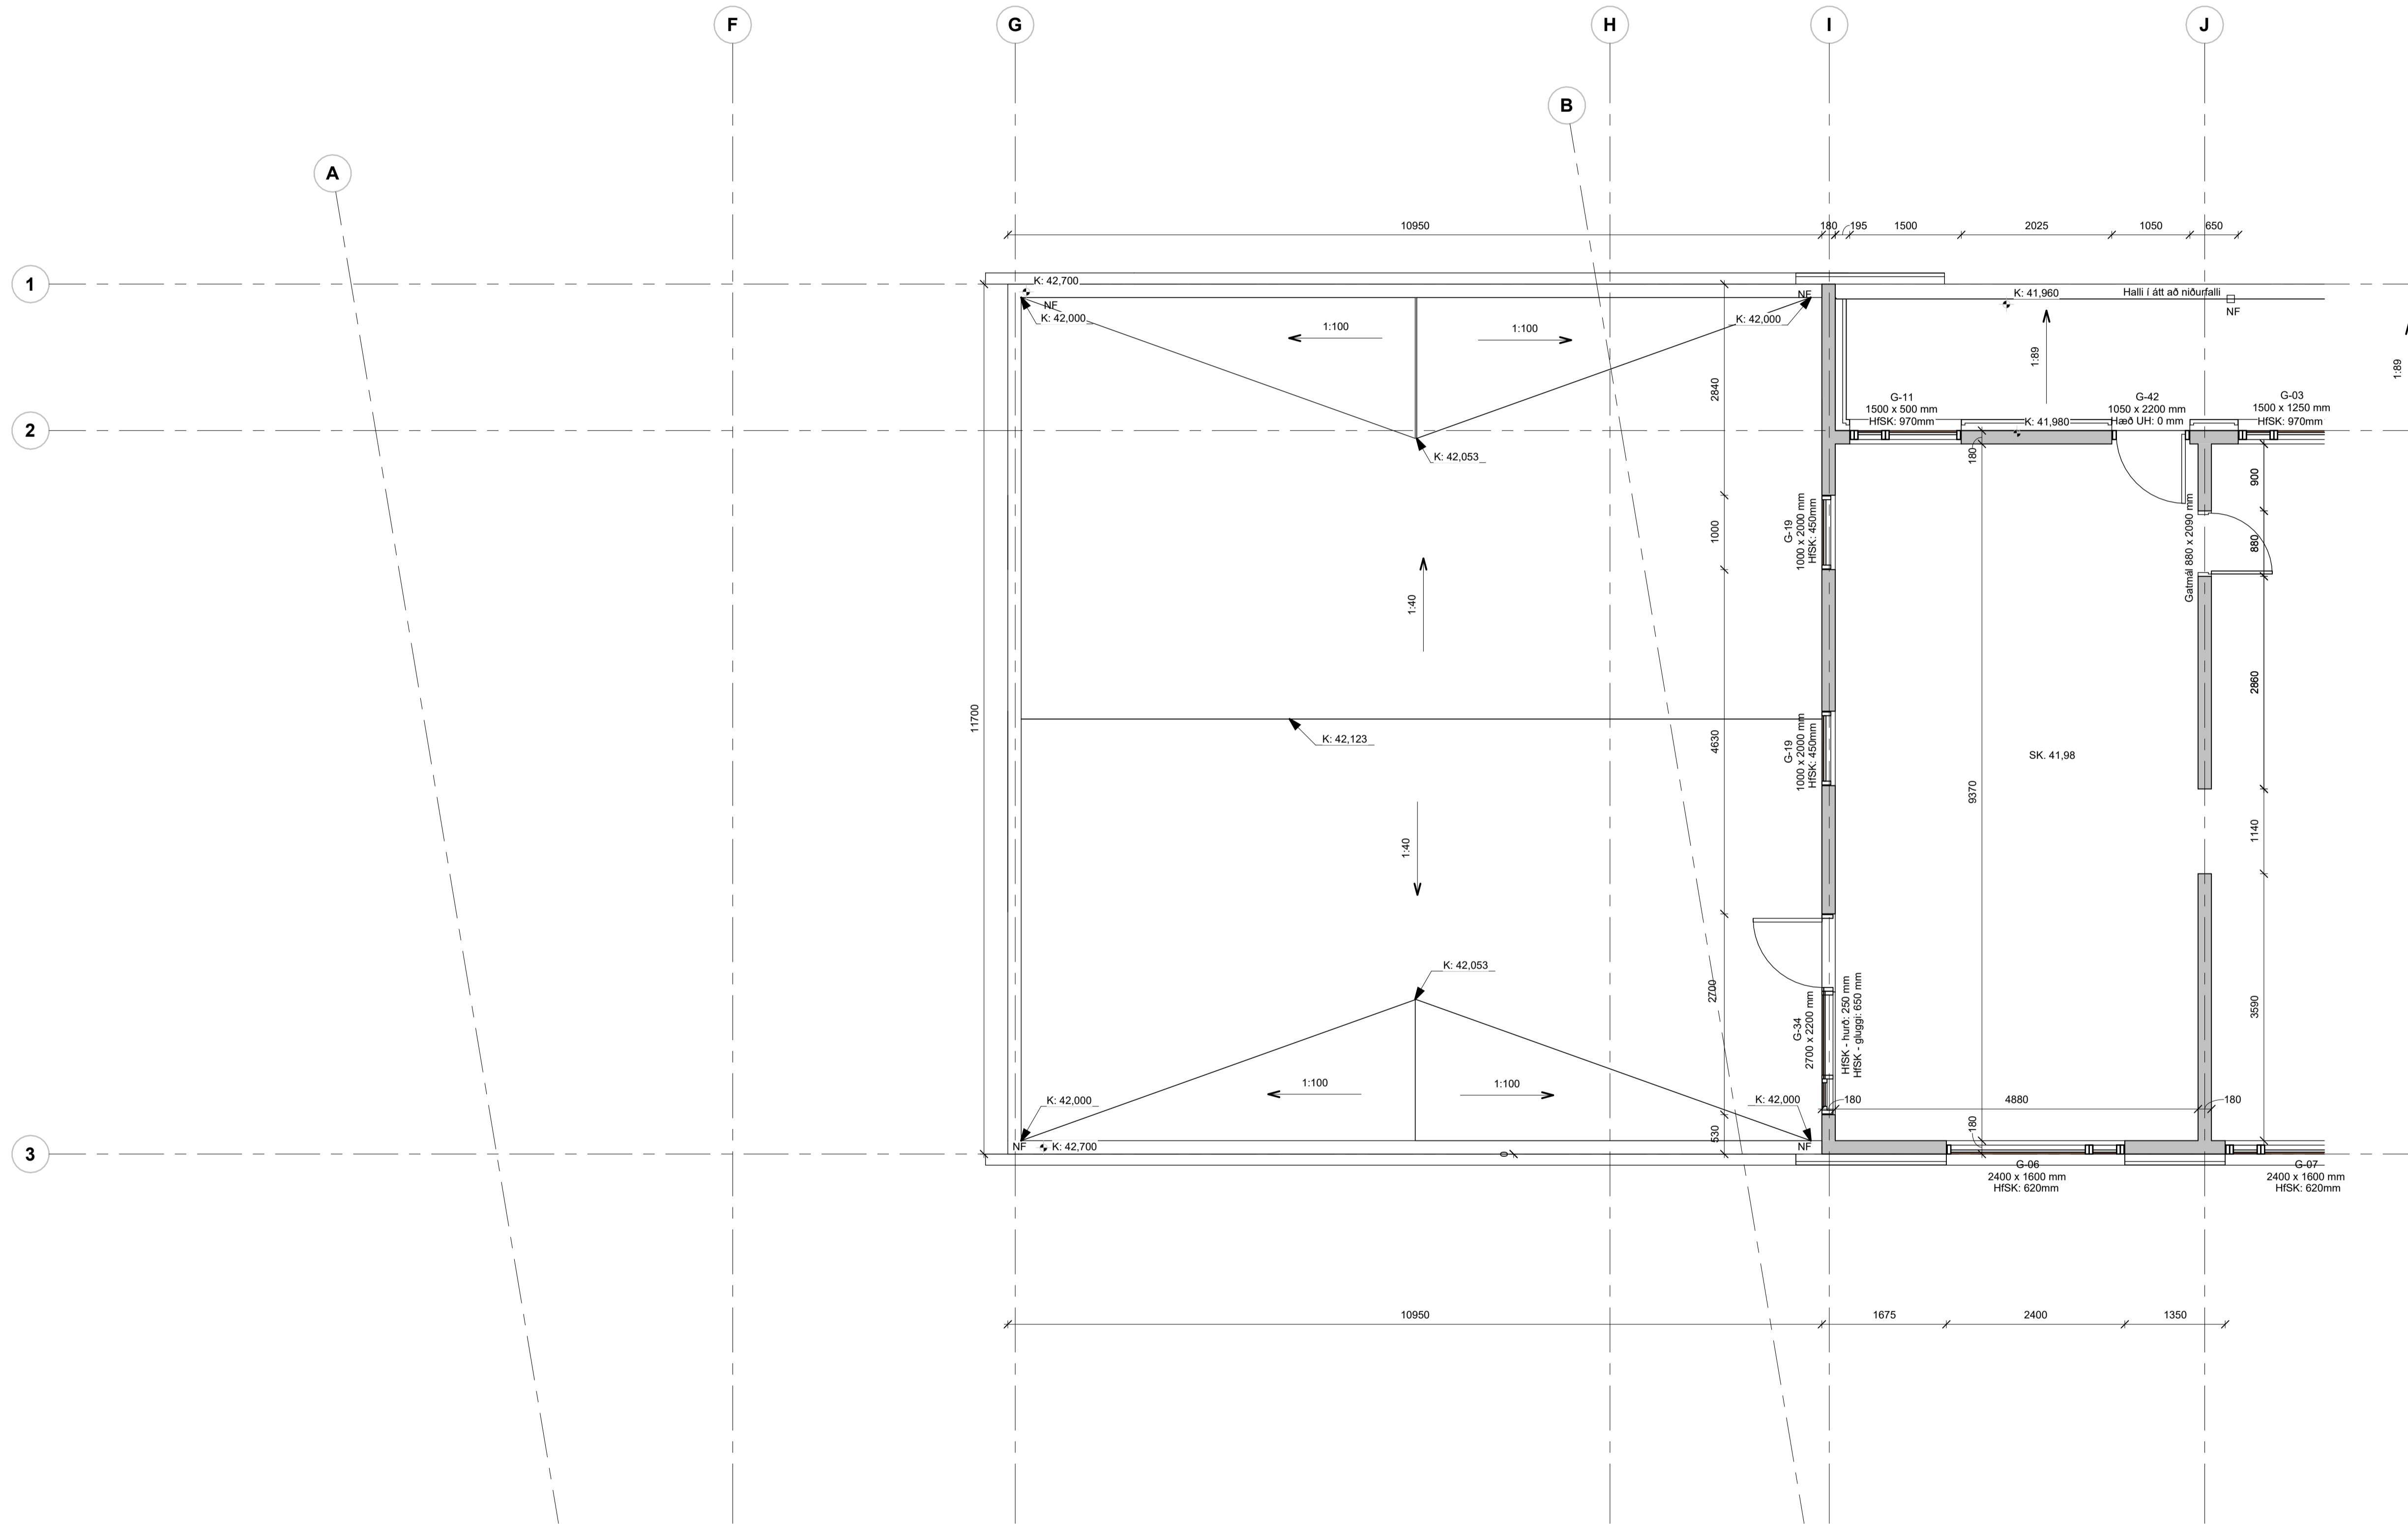 F
G
H
I
J
B
A
10950
180
195
1500
2025
1050
650
1
K: 42,700
NF
K: 42,000
NF
K: 42,000
1:100
1:100
K: 41,960
Halli í átt að niðurfalli
NF
1:89
1:89
2840
2
G-11
1500 x 500 mm
HfSK: 970mm
K: 41,980
G-42
1050 x 2200 mm
Hæð UH: 0 mm
G-03
1500 x 1250 mm
HfSK: 970mm
K: 42,053
180
900
1000
G-19
1000 x 2000 mm
HfSK: 450mm
Gatmál 880 x 2090 mm
880
1:40
2860
11700
K: 42,123
4630
G-19
1000 x 2000 mm
HfSK: 450mm
SK. 41,98
9370
1140
1:40
K: 42,053
2700
G-34
2700 x 2200 mm
HfSK - hurð: 250 mm
HfSK - gluggi: 650 mm
3590
1:100
1:100
K: 42,000
K: 42,000
180
4880
180
530
180
3
NF
K: 42,700
NF
G-06
2400 x 1600 mm
HfSK: 620mm
G-07
2400 x 1600 mm
HfSK: 620mm
10950
1675
2400
1350